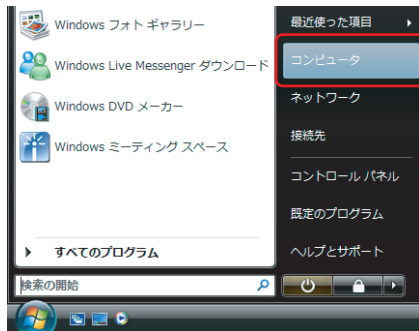 Windows フォト ギャラリー
Windows Live Messenger ダウンロード
Windows DVD メーカー
Windows ミーティング スペース
すべてのプログラム
検索の開始
最近使った項目
コンピュータ
ネットワーク
接続先
コントロール パネル
既定のプログラム
ヘルプとサポート